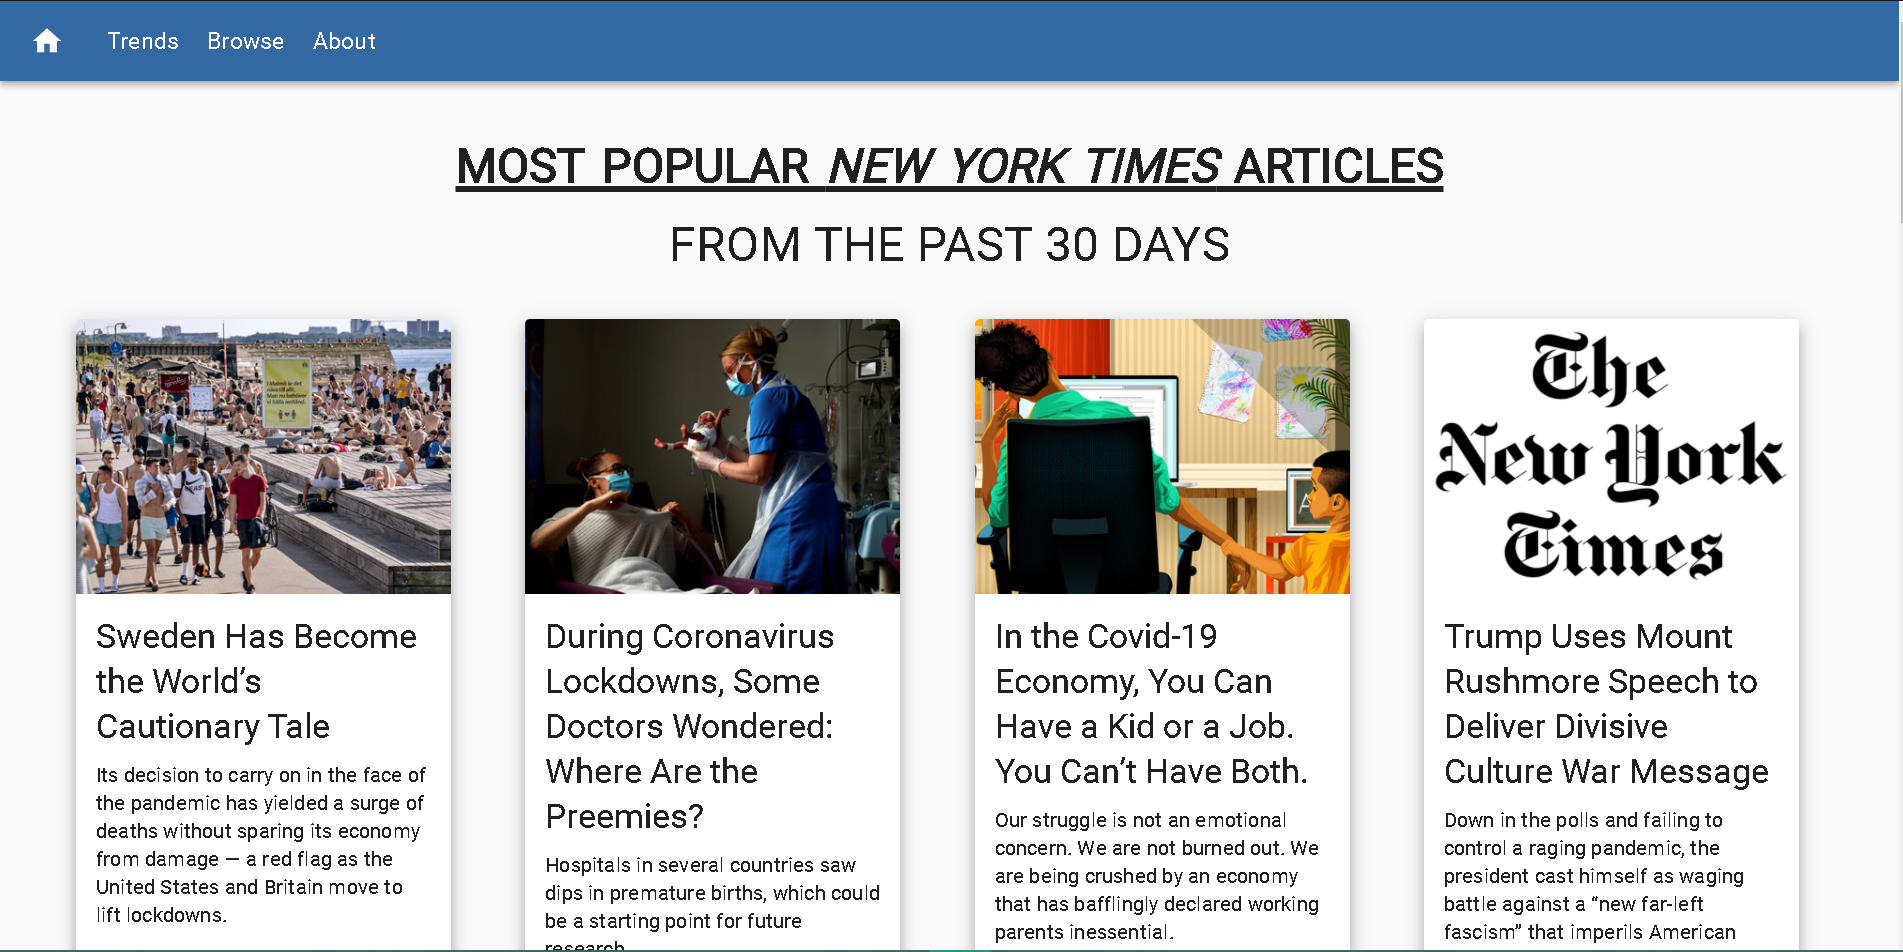 Trends Browse About
MOST POPULAR NEW YORK TIMES ARTICLES
FROM THE PAST 30 DAYS
The
New York
Times
Sweden Has Become
the World’s
Cautionary Tale
Its decision to carry on in the face of
the pandemic has yielded a surge of
deaths without sparing its economy
from damage — a red flag as the
United States and Britain move to
lift lockdowns.
During Coronavirus
Lockdowns, Some
Doctors Wondered:
Where Are the
Preemies?
Hospitals in several countries saw
dips in premature births, which could
be a starting point for future
research.
In the Covid-19
Economy, You Can
Have a Kid or a Job.
You Can’t Have Both.
Our struggle is not an emotional
concern. We are not burned out. We
are being crushed by an economy
that has bafflingly declared working
parents inessential.
Trump Uses Mount
Rushmore Speech to
Deliver Divisive
Culture War Message
Down in the polls and failing to
control a raging pandemic, the
president cast himself as waging
battle against a “new far-left
fascism” that imperils American